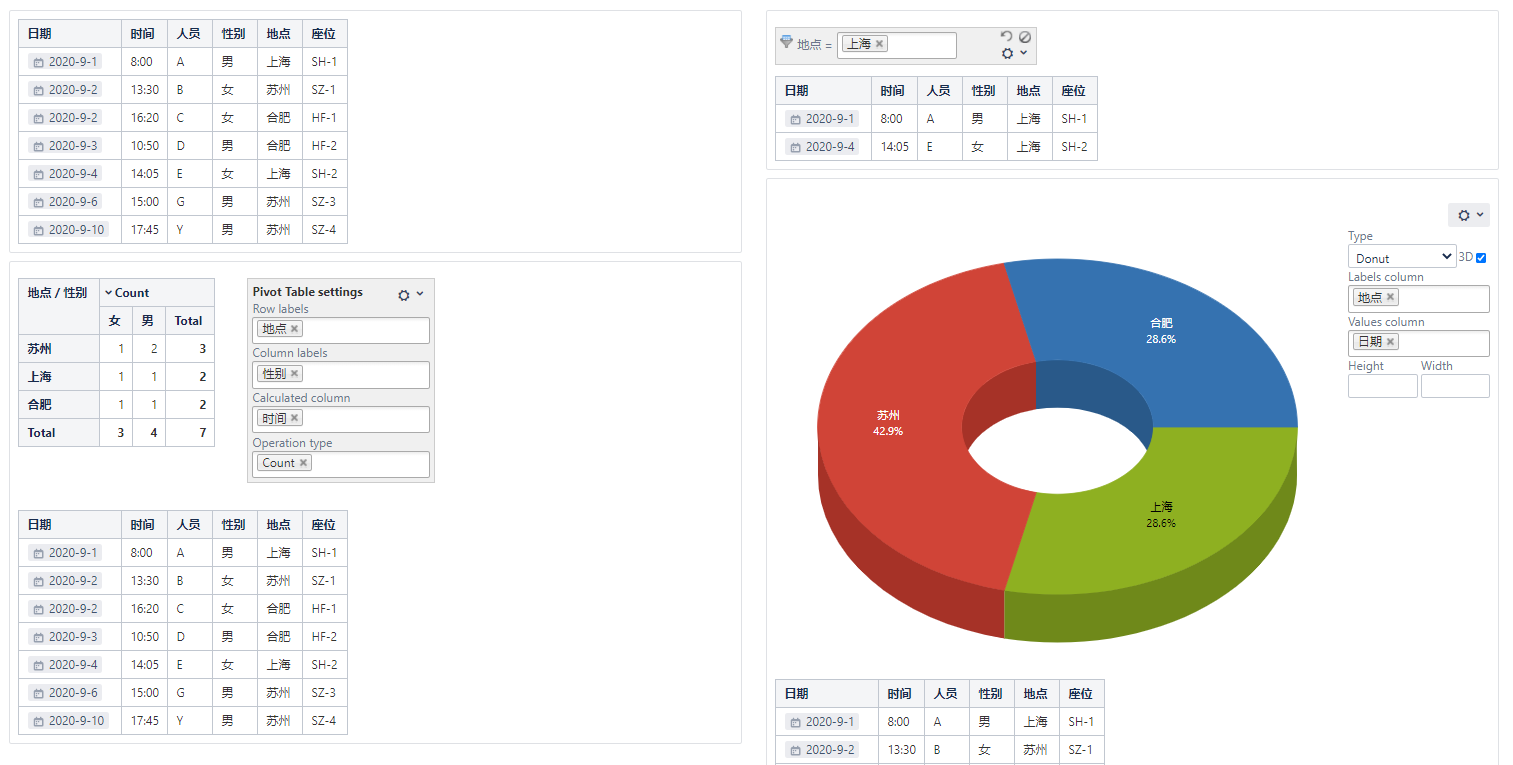 日期 时间 人员 性别 地点 座位
2020-9-1 8:00 A 男 上海 SH-1
2020-9-2 13:30 B 女 苏州 SZ-1
2020-9-2 16:20 C 女 合肥 HF-1
2020-9-3 10:50 D 男 合肥 HF-2
2020-9-4 14:05 E 女 上海 SH-2
2020-9-6 15:00 G 男 苏州 SZ-3
2020-9-10 17:45 Y 男 苏州 SZ-4
地点 / 性别 Count
女 男 Total
苏州 1 2 3
上海 1 1 2
合肥 1 1 2
Total 3 4 7
Pivot Table settings
Row labels
地点
Column labels
性别
Calculated column
时间
Operation type
Count
日期 时间 人员 性别 地点 座位
2020-9-1 8:00 A 男 上海 SH-1
2020-9-2 13:30 B 女 苏州 SZ-1
2020-9-2 16:20 C 女 合肥 HF-1
2020-9-3 10:50 D 男 合肥 HF-2
2020-9-4 14:05 E 女 上海 SH-2
2020-9-6 15:00 G 男 苏州 SZ-3
2020-9-10 17:45 Y 男 苏州 SZ-4
地点 = 上海
日期 时间 人员 性别 地点 座位
2020-9-1 8:00 A 男 上海 SH-1
2020-9-4 14:05 E 女 上海 SH-2
合肥
28.6%
苏州
42.9%
上海
28.6%
Type
Donut 3D
Labels column
地点
Values column
日期
Height Width
日期 时间 人员 性别 地点 座位
2020-9-1 8:00 A 男 上海 SH-1
2020-9-2 13:30 B 女 苏州 SZ-1